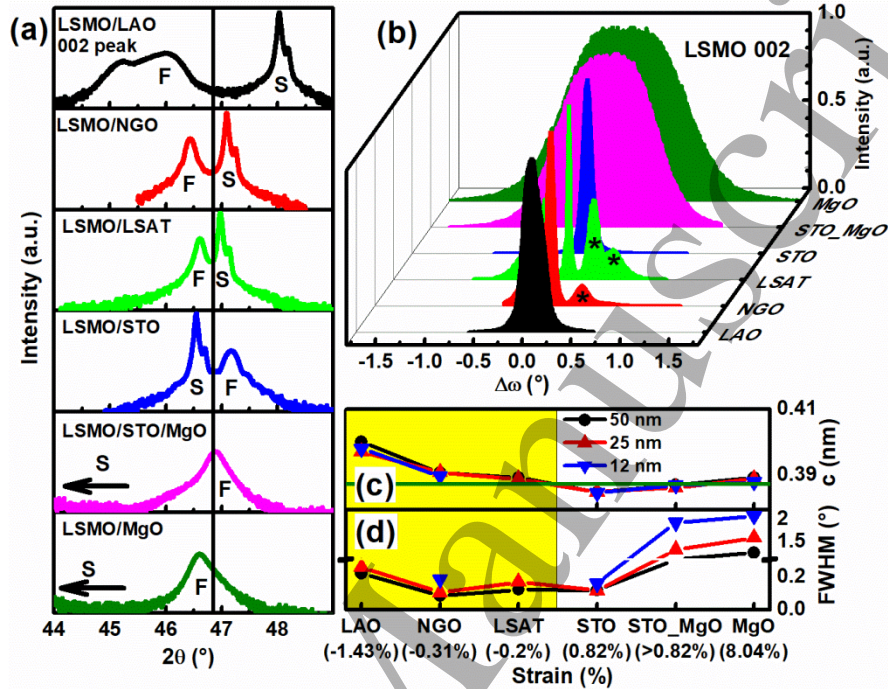 (a)
LSMO/LAO
002 peak
F
S
LSMO/NGO
F
S
LSMO/LSAT
F
S
LSMO/STO
S
F
LSMO/STO/MgO
S
F
LSMO/MgO
S
F
Intensity (a.u.)
44 45 46 47 48
2θ (°)
(b)
LSMO 002
1.0
0.5
0.0
Intensity (a.u.)
MgO
STO_MgO
STO
LSAT
NGO
LAO
* *
*
-1.5 -1.0 -0.5 0.0 0.5 1.0 1.5
Δω (°)
50 nm
25 nm
12 nm
(c)
0.41
0.39
c (nm)
(d)
2
1.5
0.2
0.0
FWHM (°)
LAO NGO LSAT STO STO_MgO MgO
(-1.43%) (-0.31%) (-0.2%) (0.82%) (>0.82%) (8.04%)
Strain (%)
Manuscri